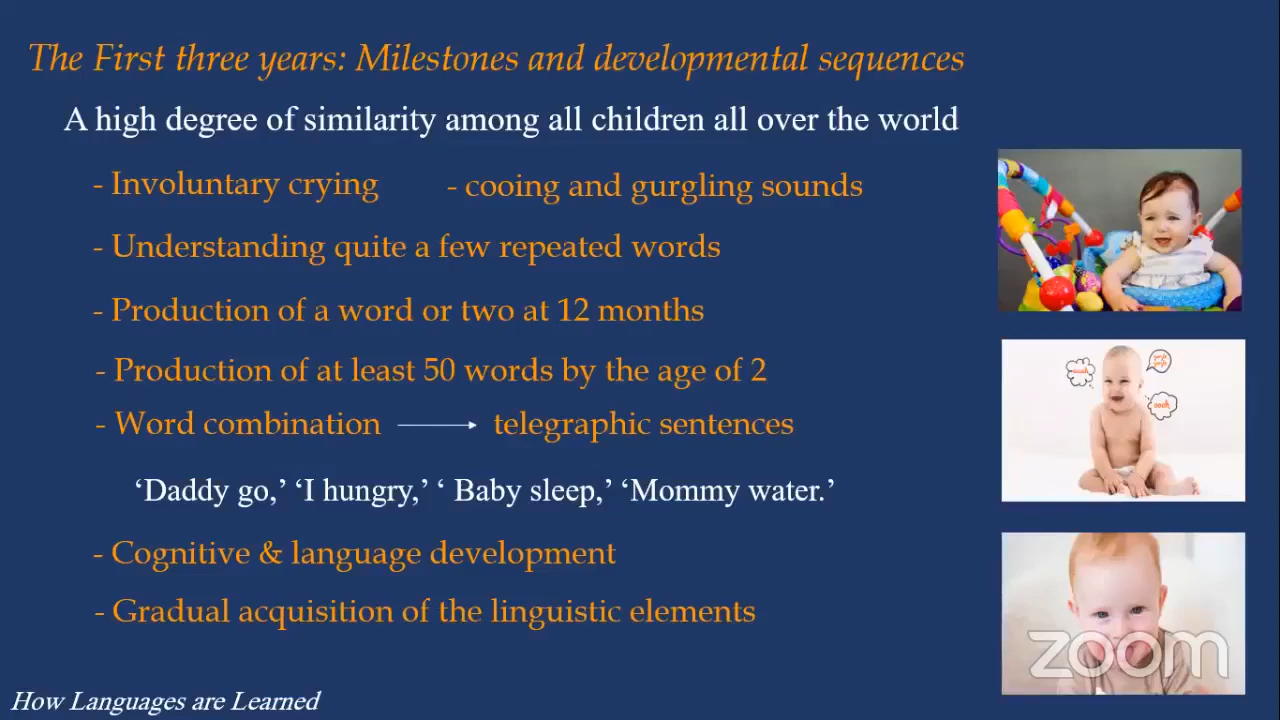 The First three years: Milestones and developmental sequences
A high degree of similarity among all children all over the world
- Involuntary crying - cooing and gurgling sounds
- Understanding quite a few repeated words
- Production of a word or two at 12 months
- Production of at least 50 words by the age of 2
- Word combination telegraphic sentences
‘Daddy go,’ ‘I hungry,’ ‘ Baby sleep,’ ‘Mommy water.’
- Cognitive & language development
- Gradual acquisition of the linguistic elements
zoom
How Languages are Learned